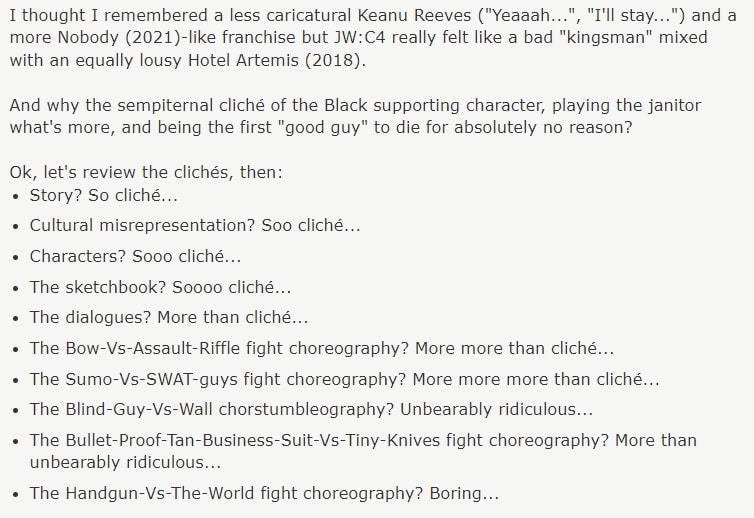 I thought I remembered a less caricatural Keanu Reeves ("Yeaaah...", "I'll stay...") and a
more Nobody (2021)-like franchise but JW:C4 really felt like a bad "kingsman" mixed
with an equally lousy Hotel Artemis (2018).
And why the sempiternal cliché of the Black supporting character, playing the janitor
what's more, and being the first "good guy" to die for absolutely no reason?
Ok, let's review the clichés, then:
• Story? So cliché...
• Cultural misrepresentation? Soo cliché...
• Characters? Sooo cliché...
• The sketchbook? Soooo cliché...
• The dialogues? More than cliché...
• The Bow-Vs-Assault-Riffle fight choreography? More more than cliché...
• The Sumo-Vs-SWAT-guys fight choreography? More more more than cliché...
• The Blind-Guy-Vs-Wall chorstumbleography? Unbearably ridiculous...
• The Bullet-Proof-Tan-Business-Suit-Vs-Tiny-Knives fight choreography? More than
unbearably ridiculous...
• The Handgun-Vs-The-World fight choreography? Boring...